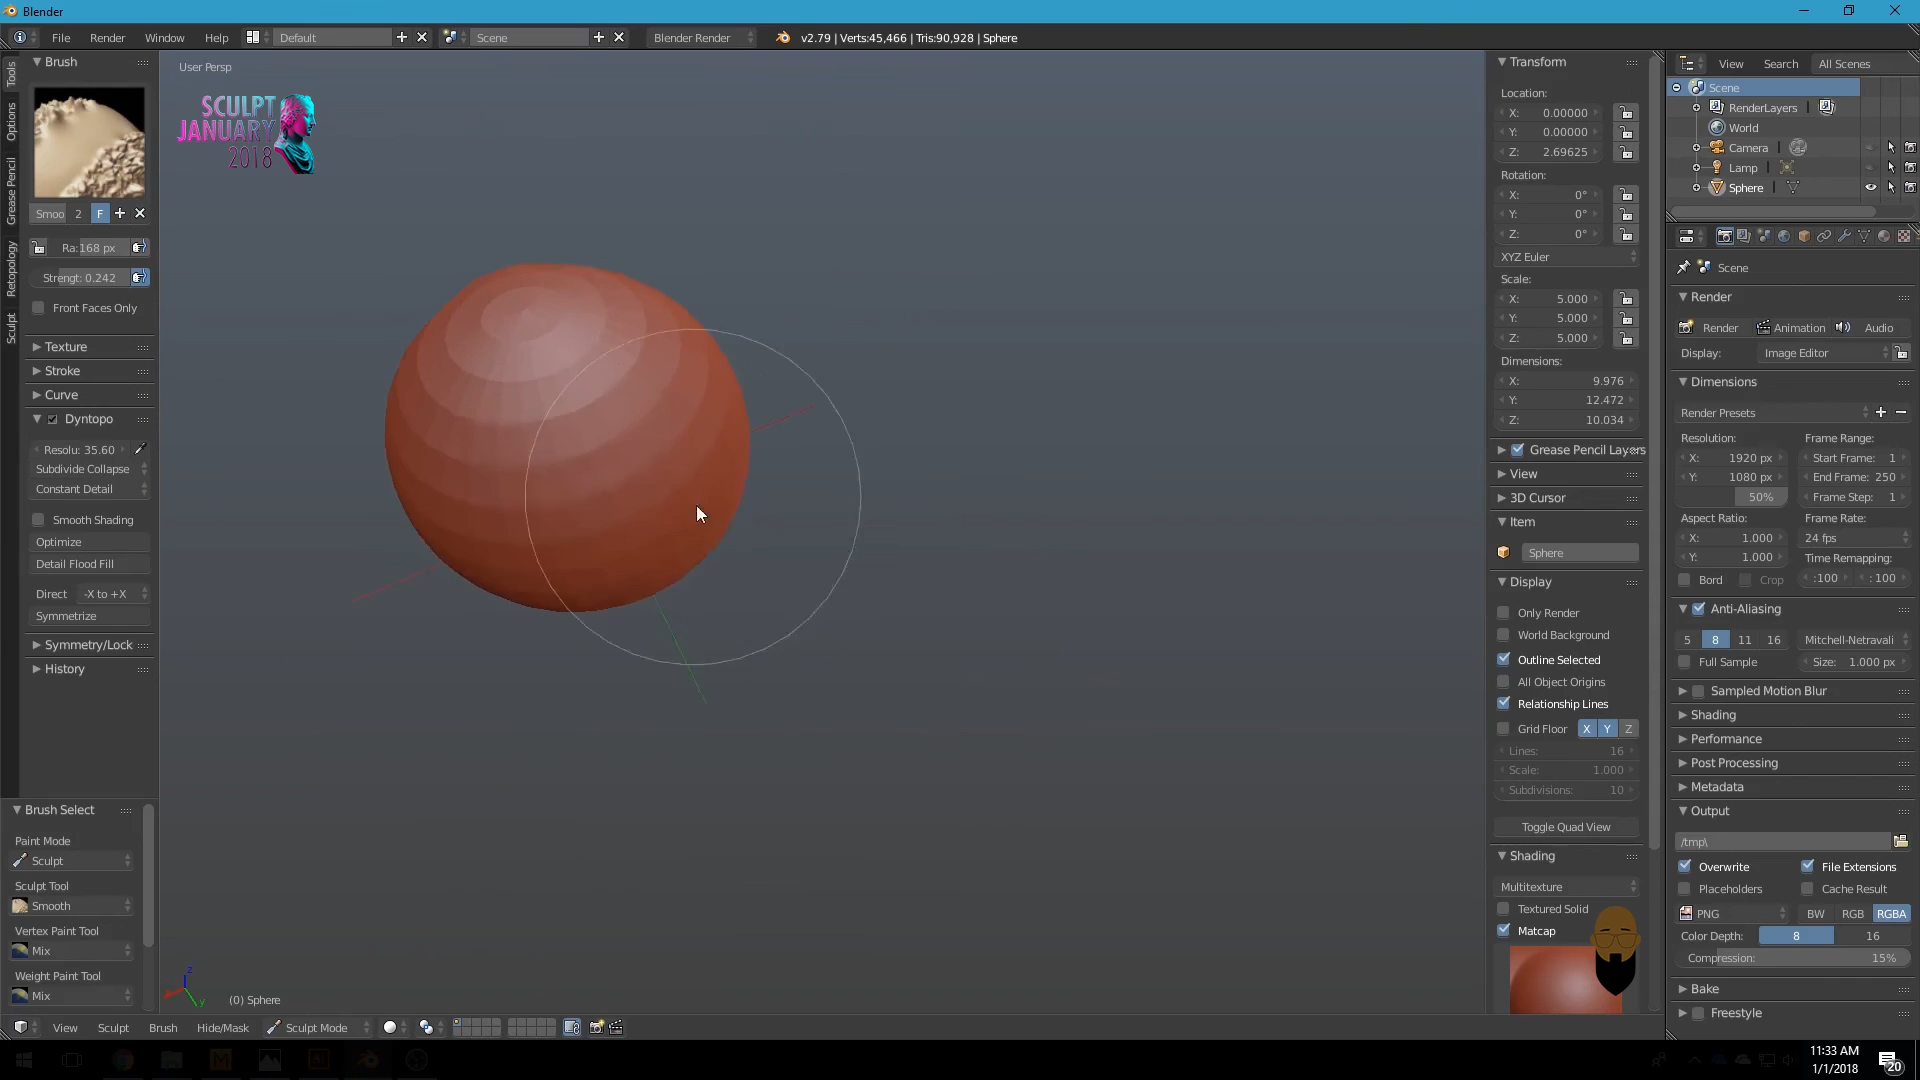 Blender
File Render Window Help Default Scene Blender Render v2.79 | Verts:45,466 | Tris:90,928 | Sphere
Tools
Options
Grease Pencil
Retopology
Sculpt
Brush
Smoo 2 F
Ra:168 px
Strengt: 0.242
Front Faces Only
Texture
Stroke
Curve
Dyntopo
Resolu: 35.60
Subdivide Collapse
Constant Detail
Smooth Shading
Optimize
Detail Flood Fill
Direct -X to +X
Symmetrize
Symmetry/Lock
History
Brush Select
Paint Mode
Sculpt
Sculpt Tool
Smooth
Vertex Paint Tool
Mix
Weight Paint Tool
Mix
User Persp
SCULPT
JANUARY
2018
z
y
(0) Sphere
View Sculpt Brush Hide/Mask Sculpt Mode
Transform
Location:
X: 0.00000
Y: 0.00000
Z: 2.69625
Rotation:
X: 0°
Y: 0°
Z: 0°
XYZ Euler
Scale:
X: 5.000
Y: 5.000
Z: 5.000
Dimensions:
X: 9.976
Y: 12.472
Z: 10.034
Grease Pencil Layers
View
3D Cursor
Item
Sphere
Display
Only Render
World Background
Outline Selected
All Object Origins
Relationship Lines
Grid Floor X Y Z
Lines: 16
Scale: 1.000
Subdivisions: 10
Toggle Quad View
Shading
Multitexture
Textured Solid
Matcap
View Search All Scenes
Scene
RenderLayers
World
Camera
Lamp
Sphere
Scene
Render
Render Animation Audio
Display: Image Editor
Dimensions
Render Presets
Resolution: Frame Range:
X: 1920 px Start Frame: 1
Y: 1080 px End Frame: 250
50% Frame Step: 1
Aspect Ratio: Frame Rate:
X: 1.000 24 fps
Y: 1.000 Time Remapping:
Bord Crop :100 : 100
Anti-Aliasing
5 8 11 16 Mitchell-Netravali
Full Sample Size: 1.000 px
Sampled Motion Blur
Shading
Performance
Post Processing
Metadata
Output
/tmp\
Overwrite File Extensions
Placeholders Cache Result
PNG BW RGB RGBA
Color Depth: 8 16
Compression: 15%
Bake
Freestyle
11:33 AM
1/1/2018
20